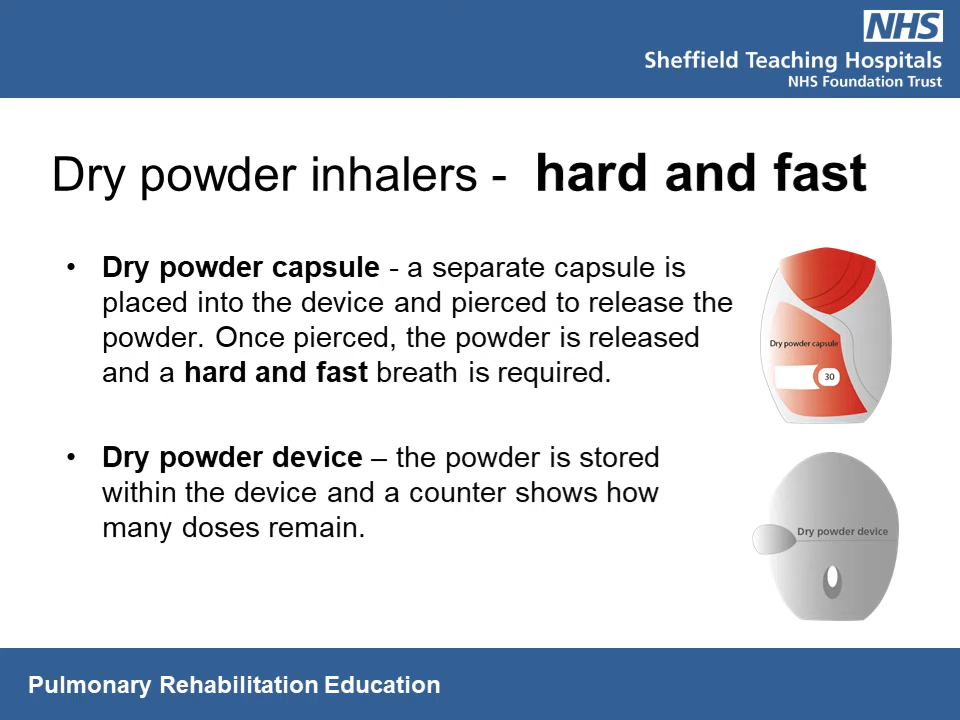 NHS
Sheffield Teaching Hospitals
NHS Foundation Trust
Dry powder inhalers - hard and fast
• Dry powder capsule - a separate capsule is
placed into the device and pierced to release the
powder. Once pierced, the powder is released
and a hard and fast breath is required.
Dry powder capsule
30
• Dry powder device – the powder is stored
within the device and a counter shows how
many doses remain.
Dry powder device
Pulmonary Rehabilitation Education